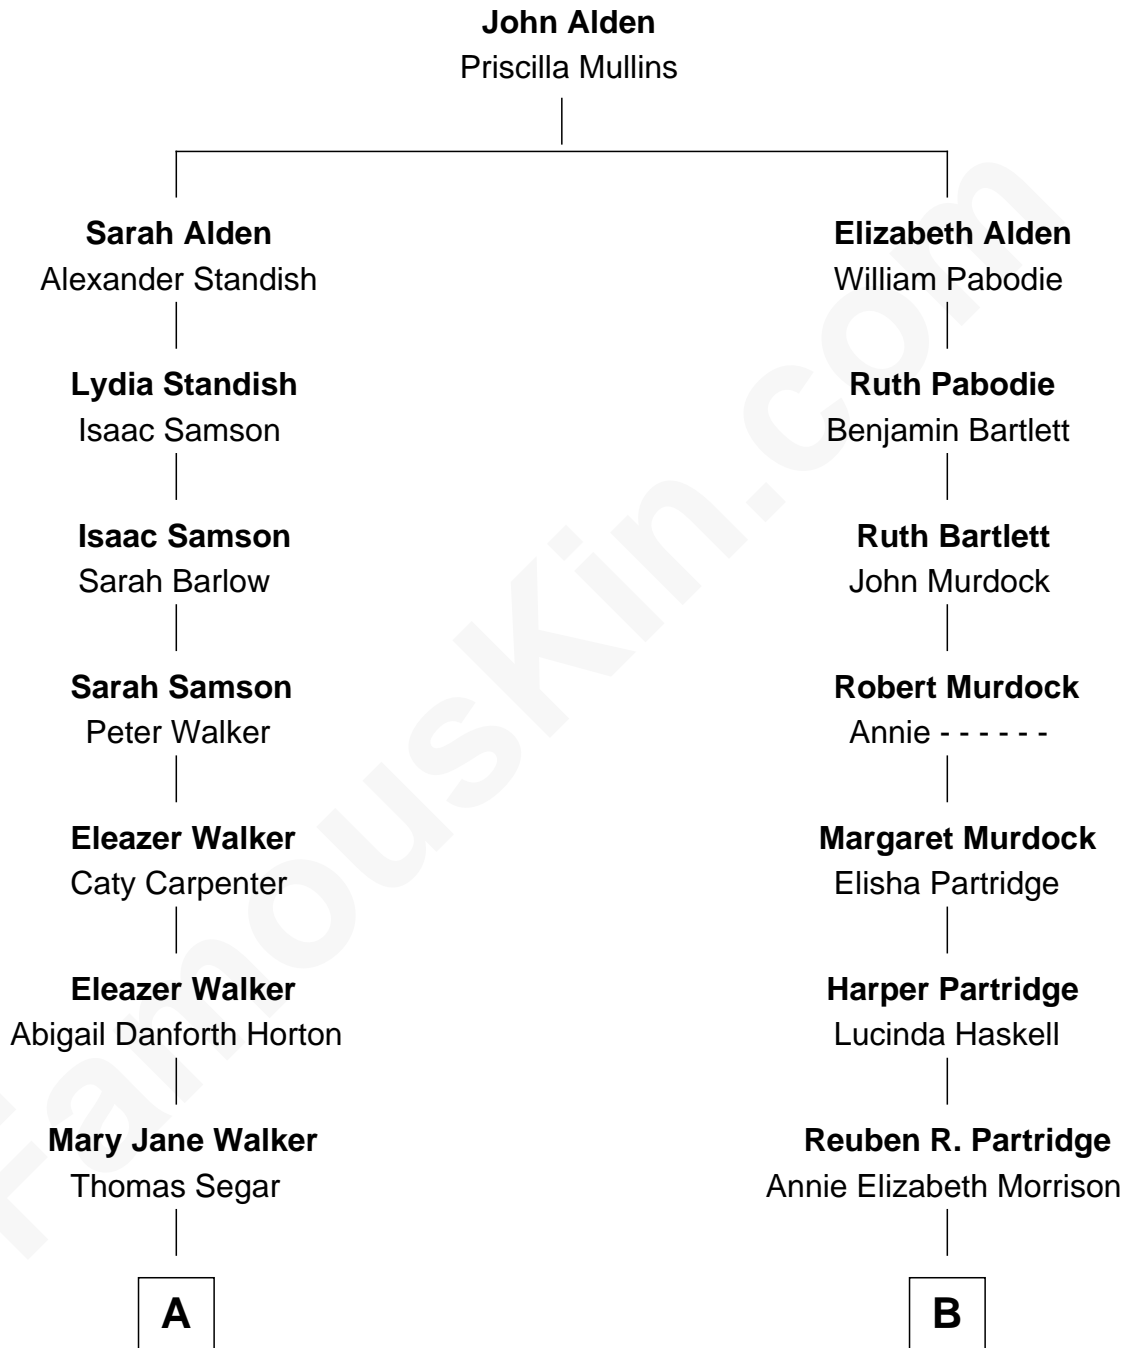 John Alden
Priscilla Mullins
Sarah Alden
Alexander Standish
Elizabeth Alden
William Pabodie
Lydia Standish
Isaac Samson
Ruth Pabodie
Benjamin Bartlett
Isaac Samson
Sarah Barlow
Ruth Bartlett
John Murdock
Sarah Samson
Peter Walker
Robert Murdock
Annie - - - - - -
Eleazer Walker
Caty Carpenter
Margaret Murdock
Elisha Partridge
Eleazer Walker
Abigail Danforth Horton
Harper Partridge
Lucinda Haskell
Mary Jane Walker
Thomas Segar
Reuben R. Partridge
Annie Elizabeth Morrison
A
B
FamousKin.com